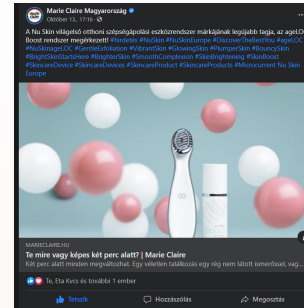 Marie Claire Magyarország
Október 13., 17:16 ·
A Nu Skin világelső otthoni szépségápolási eszközrendszer márkájának legújabb tagja, az ageLO
Boost rendszer megérkezett! #hirdetes #NuSkin #NuSkinEurope #DiscoverTheBestYou #ageLOC
#NuSkinageLOC #GentleExfoliation #VibrantSkin #GlowingSkin #PlumperSkin #BouncySkin
#BrightSkinStartsHere #BrighterSkin #SmoothComplexion #SkinBrightening #SkinBoost
#SkincareDevice #SkincareDevices #SkincareProduct #SkincareProducts #Microcurrent Nu Skin
Europe
MARIECLAIRE.HU
Te mire vagy képes két perc alatt? | Marie Claire
Két perc alatt minden megváltozhat. Egy véletlen találkozás egy rég nem látott ismerőssel, vag...
Te, Eta Kvcs és további 1 ember
Tetszik
Hozzászólás
Megosztás